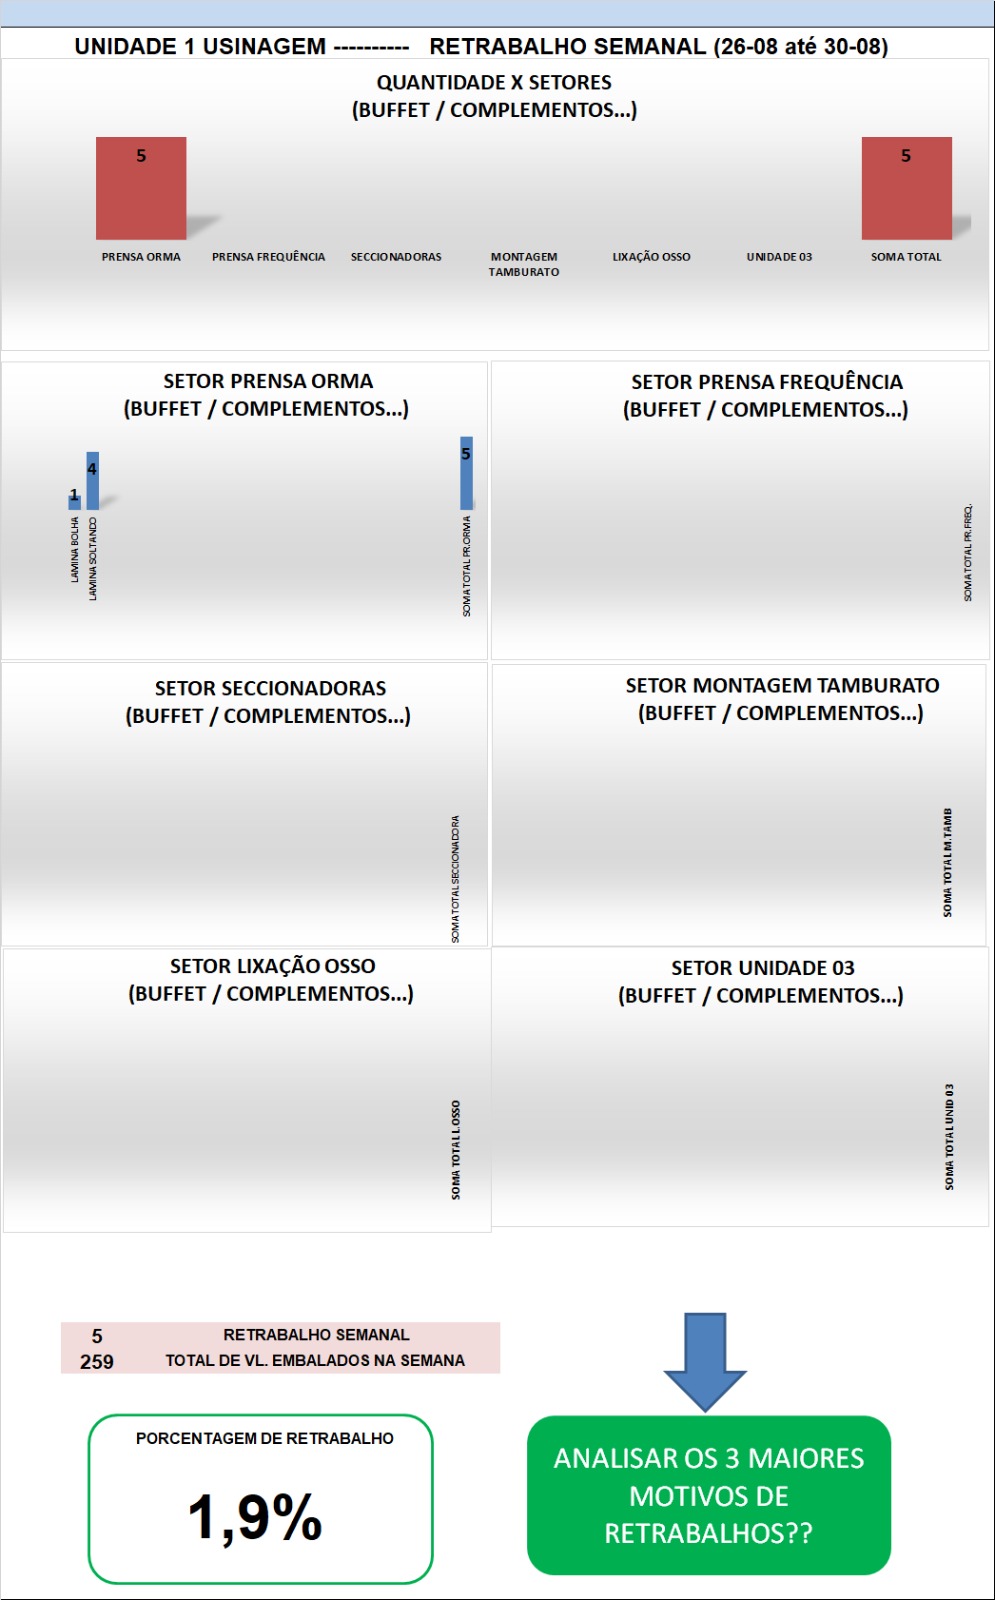 UNIDADE 1 USINAGEM ---------- RETRABALHO SEMANAL (26-08 até 30-08)
QUANTIDADE X SETORES
(BUFFET / COMPLEMENTOS...)
5
5
PRENSA ORMA
PRENSA FREQUÊNCIA
SECCIONADORAS
MONTAGEM
TAMBURATO
LIXAÇÃO OSSO
UNIDADE 03
SOMA TOTAL
SETOR PRENSA ORMA
(BUFFET / COMPLEMENTOS...)
1
4
5
LAMINA BOLHA
LAMINA SOLTANDO
SOMA TOTAL PR.ORMA
SETOR PRENSA FREQUÊNCIA
(BUFFET / COMPLEMENTOS...)
SOMA TOTAL PR.FREQ.
SETOR SECCIONADORAS
(BUFFET / COMPLEMENTOS...)
SOMA TOTAL SECCIONADORA
SETOR MONTAGEM TAMBURATO
(BUFFET / COMPLEMENTOS...)
SOMA TOTAL M.TAMB
SETOR LIXAÇÃO OSSO
(BUFFET / COMPLEMENTOS...)
SOMA TOTAL L.OSSO
SETOR UNIDADE 03
(BUFFET / COMPLEMENTOS...)
SOMA TOTAL UNID 03
5 RETRABALHO SEMANAL
259 TOTAL DE VL. EMBALADOS NA SEMANA
PORCENTAGEM DE RETRABALHO
1,9%
ANALISAR OS 3 MAIORES
MOTIVOS DE
RETRABALHOS??